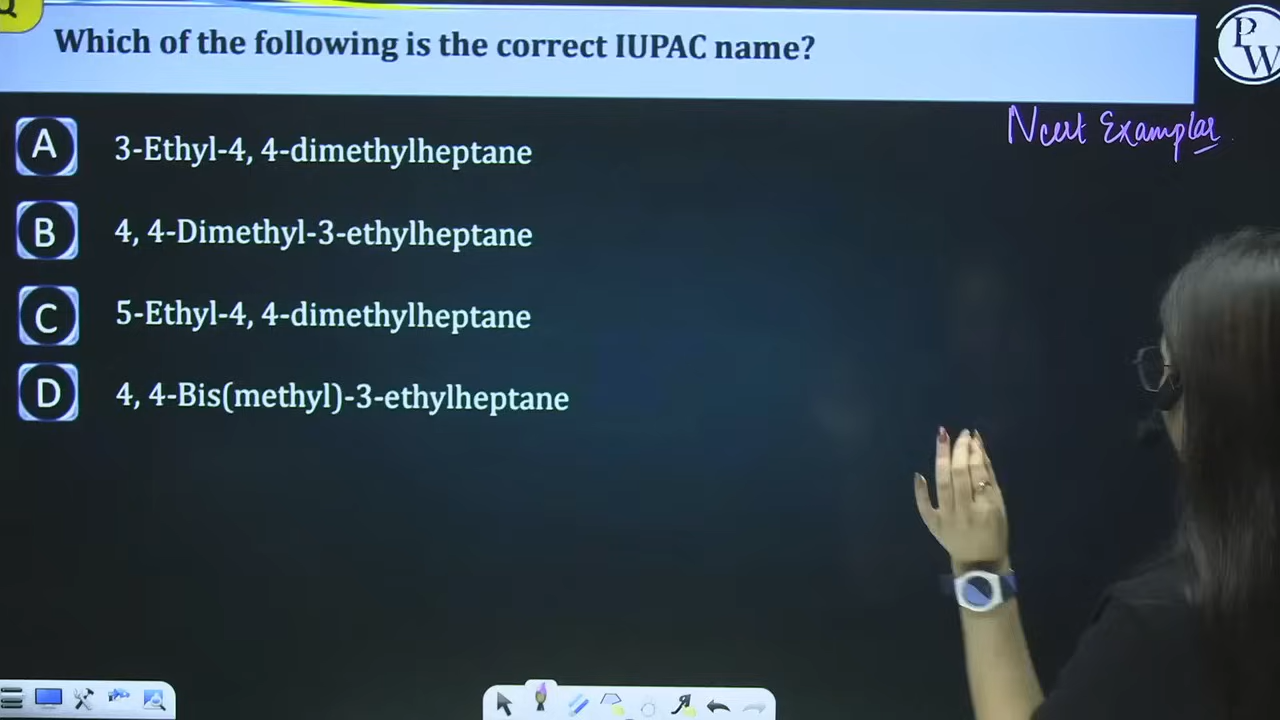 Q
Which of the following is the correct IUPAC name?
PW
Ncert Examplar
A 3-Ethyl-4, 4-dimethylheptane
B 4, 4-Dimethyl-3-ethylheptane
C 5-Ethyl-4, 4-dimethylheptane
D 4, 4-Bis(methyl)-3-ethylheptane